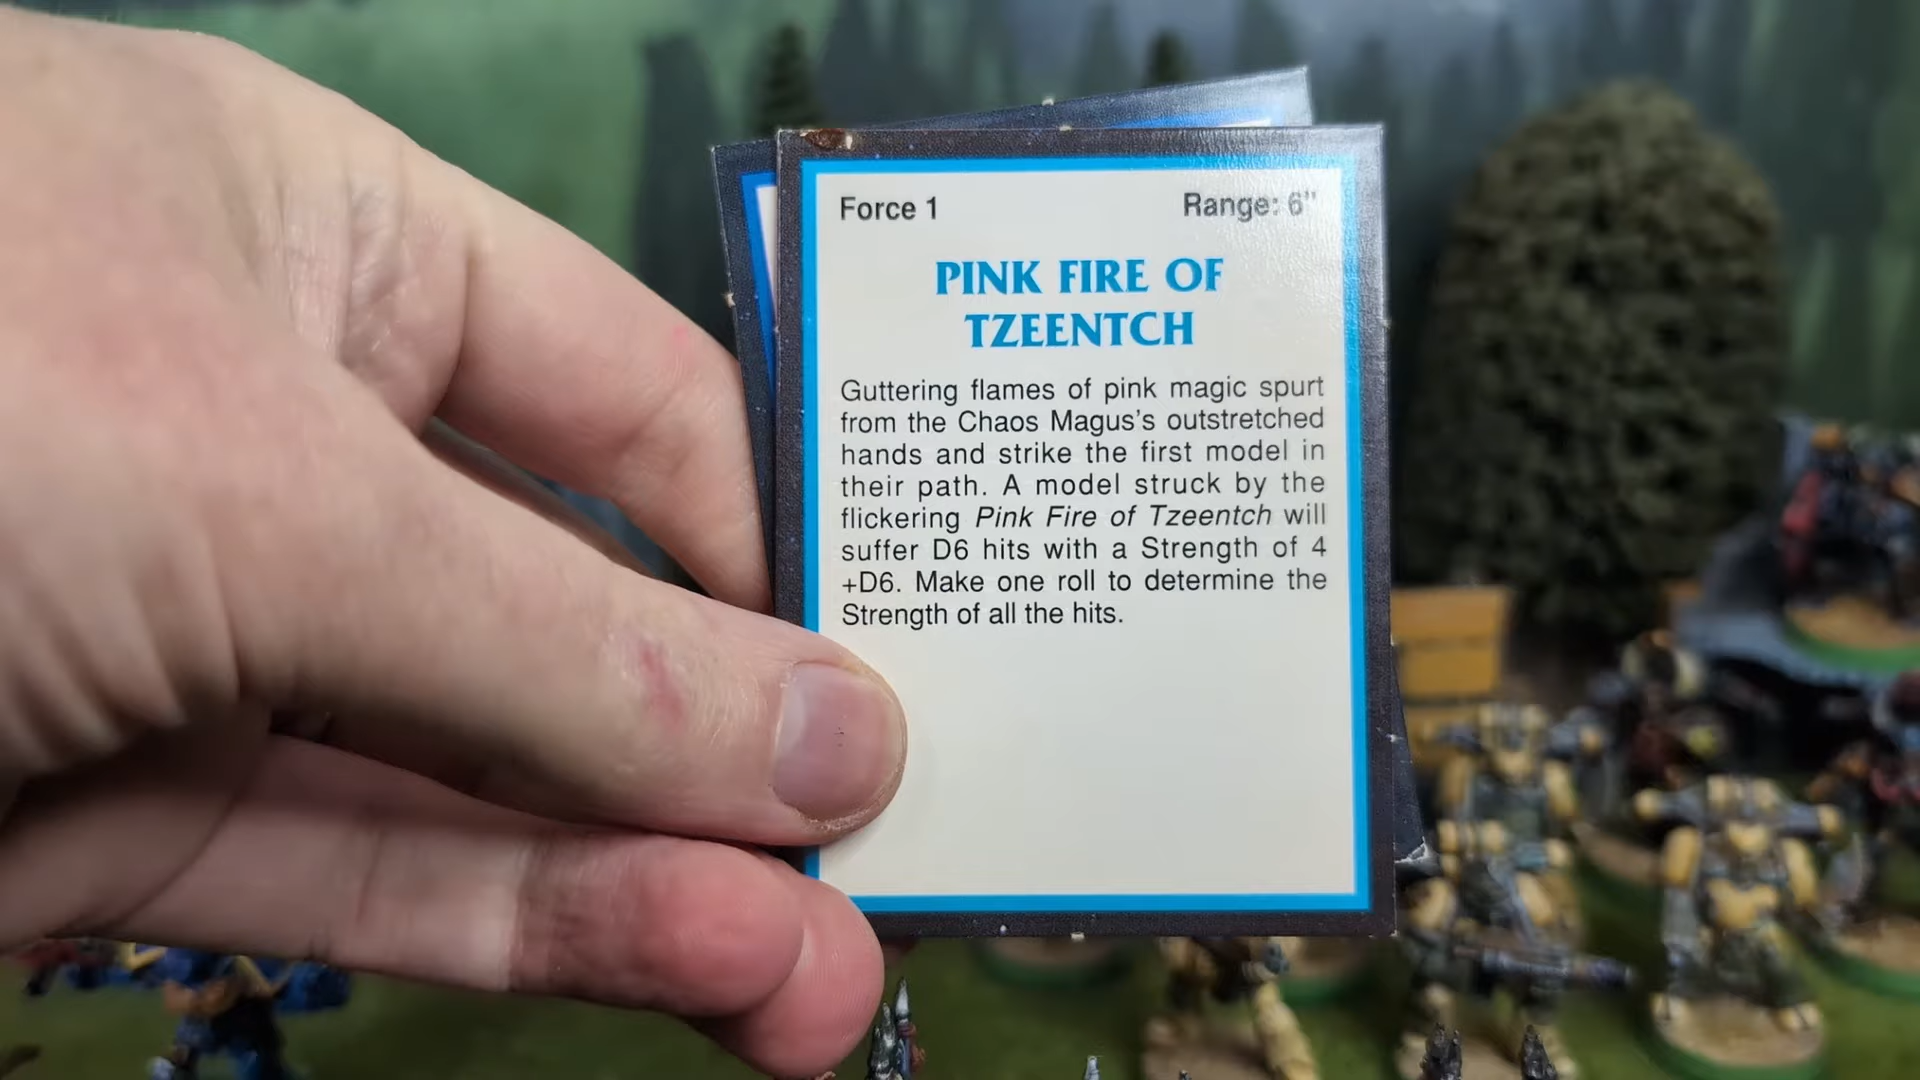 Force 1 Range: 6"
PINK FIRE OF
TZEENTCH
Guttering flames of pink magic spurt
from the Chaos Magus's outstretched
hands and strike the first model in
their path. A model struck by the
flickering Pink Fire of Tzeentch will
suffer D6 hits with a Strength of 4
+D6. Make one roll to determine the
Strength of all the hits.